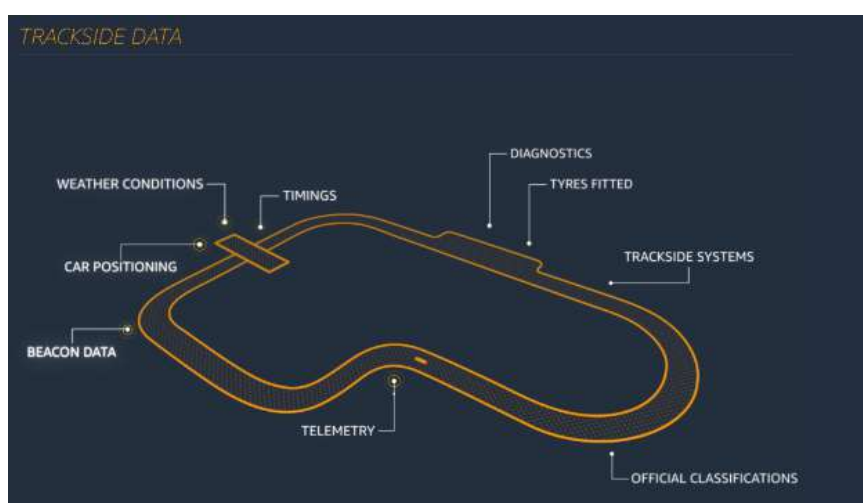 TRACKSIDE DATA
DIAGNOSTICS
WEATHER CONDITIONS
TYRES FITTED
TIMINGS
TRACKSIDE SYSTEMS
CAR POSITIONING
BEACON DATA
TELEMETRY
OFFICIAL CLASSIFICATIONS